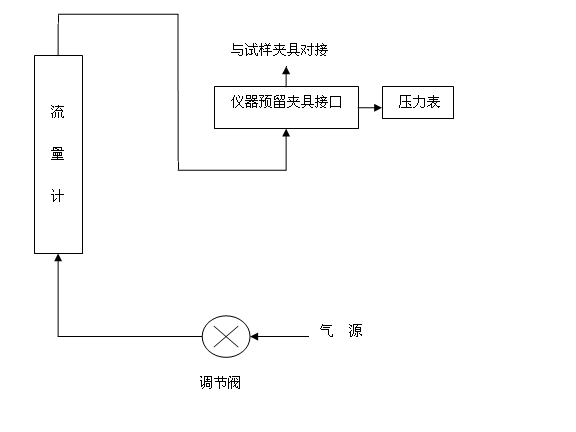 与试样夹具对接
仪器预留夹具接口
压力表
流
量
计
气 源
调节阀